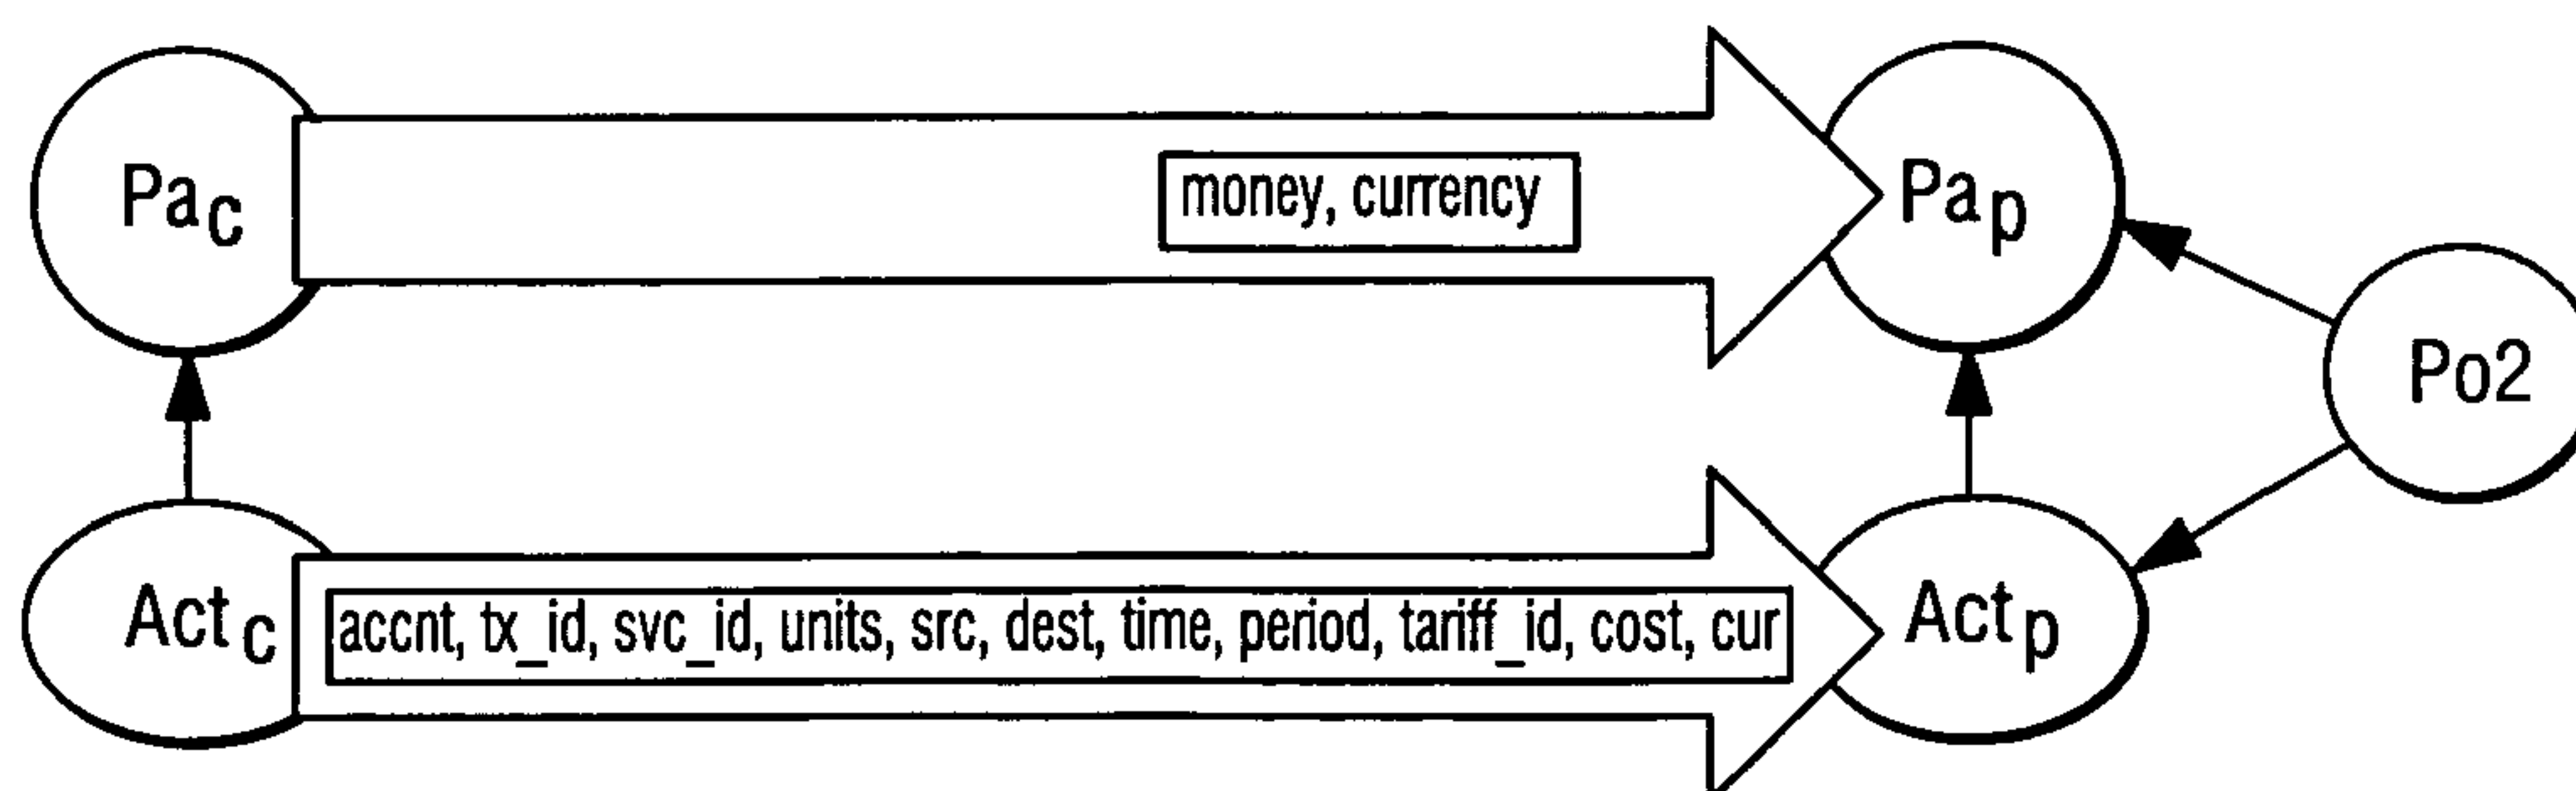 Pac
money, currency
Pap
Po2
Actc
accnt, tx_id, svc_id, units, src, dest, time, period, tariff_id, cost, cur
Actp